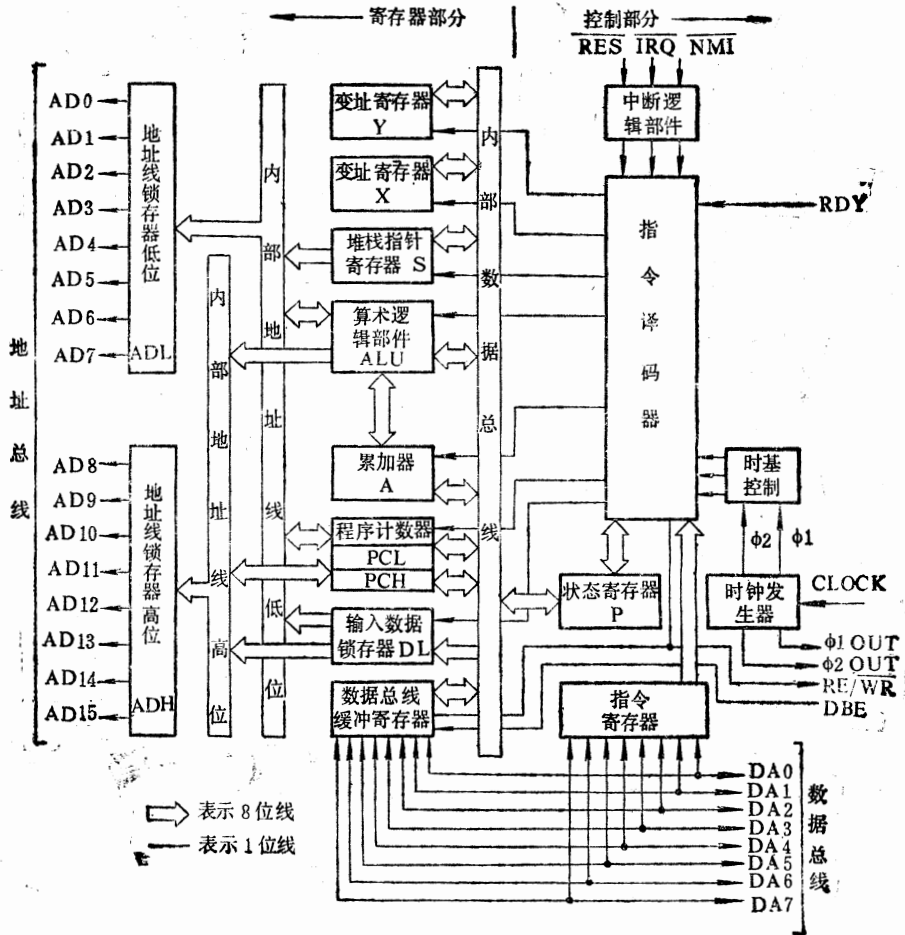 寄存器部分
控制部分
RES IRQ NMI
地址总线
AD0
AD1
AD2
AD3
AD4
AD5
AD6
AD7
地址线锁存器低位
ADL
AD8
AD9
AD10
AD11
AD12
AD13
AD14
AD15
地址线锁存器高位
ADH
内部地址线高位
内部地址线低位
变址寄存器
Y
变址寄存器
X
堆栈指针
寄存器 S
算术逻
辑部件
ALU
累加器
A
程序计数器
PCL
PCH
输入数据
锁存器DL
数据总线
缓冲寄存器
内部数据总线
中断逻
辑部件
指令译码器
RDY
时基
控制
ф2
ф1
时钟发
生器
CLOCK
状态寄存器
P
指令
寄存器
ф1 OUT
ф2 OUT
RE/WR
DBE
DA0
DA1
DA2
DA3
DA4
DA5
DA6
DA7
数据总线
表示8位线
表示1位线